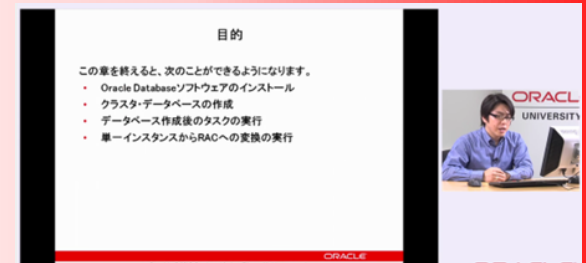 目的
この章を終えると、次のことができるようになります。
• Oracle Databaseソフトウェアのインストール
• クラスタ・データベースの作成
• データベース作成後のタスクの実行
• 単一インスタンスからRACへの変換の実行
ORACLE
ORACL
UNIVERSITY